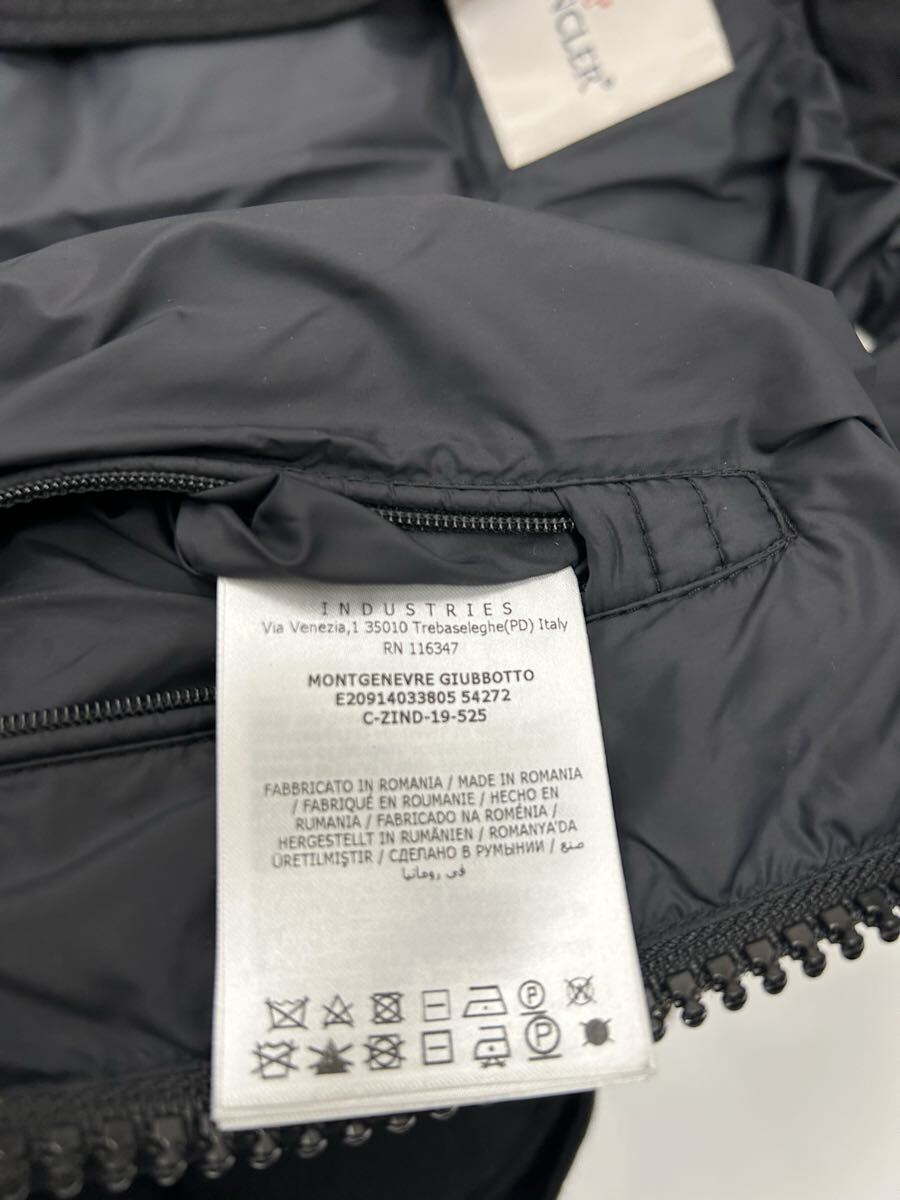 NCLER®
INDUSTRIES
Via Venezia,1 35010 Trebaseleghe(PD) Italy
RN 116347
MONTGENEVRE GIUBBOTTO
E20914033805 54272
C-ZIND-19-525
FABBRICATO IN ROMANIA / MADE IN ROMANIA
/ FABRIQUÉ EN ROUMANIE / HECHO EN
RUMANIA / FABRICADO NA ROMÉNIA /
HERGESTELLT IN RUMÄNIEN / ROMANYA'DA
ÜRETILMIŞTIR / СДЕЛАНО В РУМЫНИИ / صنع
في رومانيا
P
P